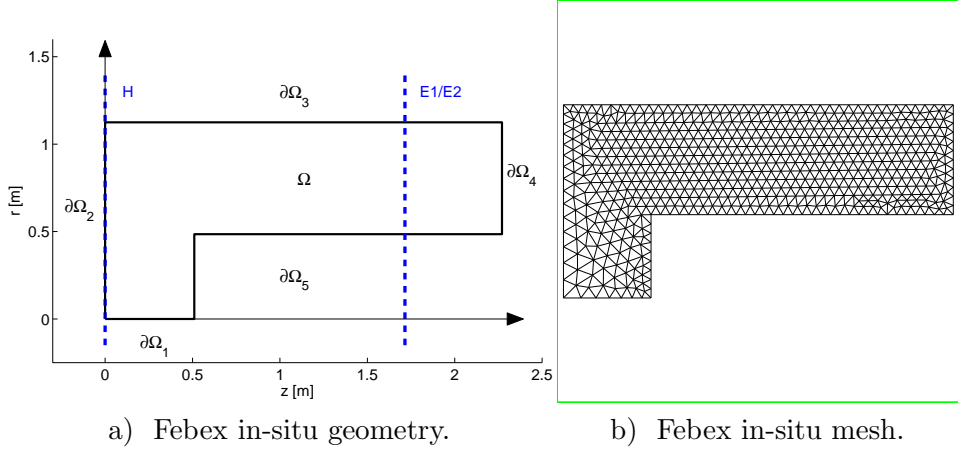 1.5
H
∂Ω₃
E1/E2
1
r [m]
Ω
∂Ω₄
∂Ω₂
0.5
∂Ω₅
0
∂Ω₁
0
0.5
1
1.5
2
2.5
z [m]
a) Febex in-situ geometry.
b) Febex in-situ mesh.